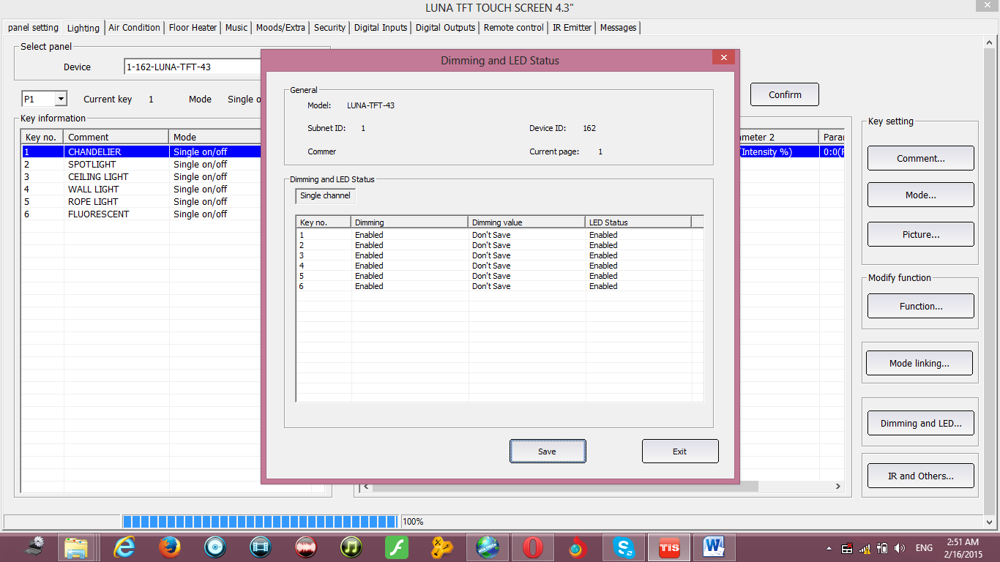 LUNA TFT TOUCH SCREEN 4.3"
panel setting Lighting Air Condition Floor Heater Music Moods/Extra Security Digital Inputs Digital Outputs Remote control IR Emitter Messages
Select panel
Device 1-162-LUNA-TFT-43
P1 Current key 1 Mode Single o
Confirm
Key information
Key no. Comment Mode
1 CHANDELIER Single on/off
2 SPOTLIGHT Single on/off
3 CEILING LIGHT Single on/off
4 WALL LIGHT Single on/off
5 ROPE LIGHT Single on/off
6 FLUORESCENT Single on/off
Dimming and LED Status
General
Model: LUNA-TFT-43
Subnet ID: 1 Device ID: 162
Commer Current page: 1
Dimming and LED Status
Single channel
Key no. Dimming Dimming value LED Status
1 Enabled Don't Save Enabled
2 Enabled Don't Save Enabled
3 Enabled Don't Save Enabled
4 Enabled Don't Save Enabled
5 Enabled Don't Save Enabled
6 Enabled Don't Save Enabled
Save Exit
ameter 2 Parar
(Intensity %) 0:0(F
Key setting
Comment...
Mode...
Picture...
Modify function
Function...
Mode linking...
Dimming and LED...
IR and Others...
100%
TIS
ENG
2:51 AM
2/16/2015